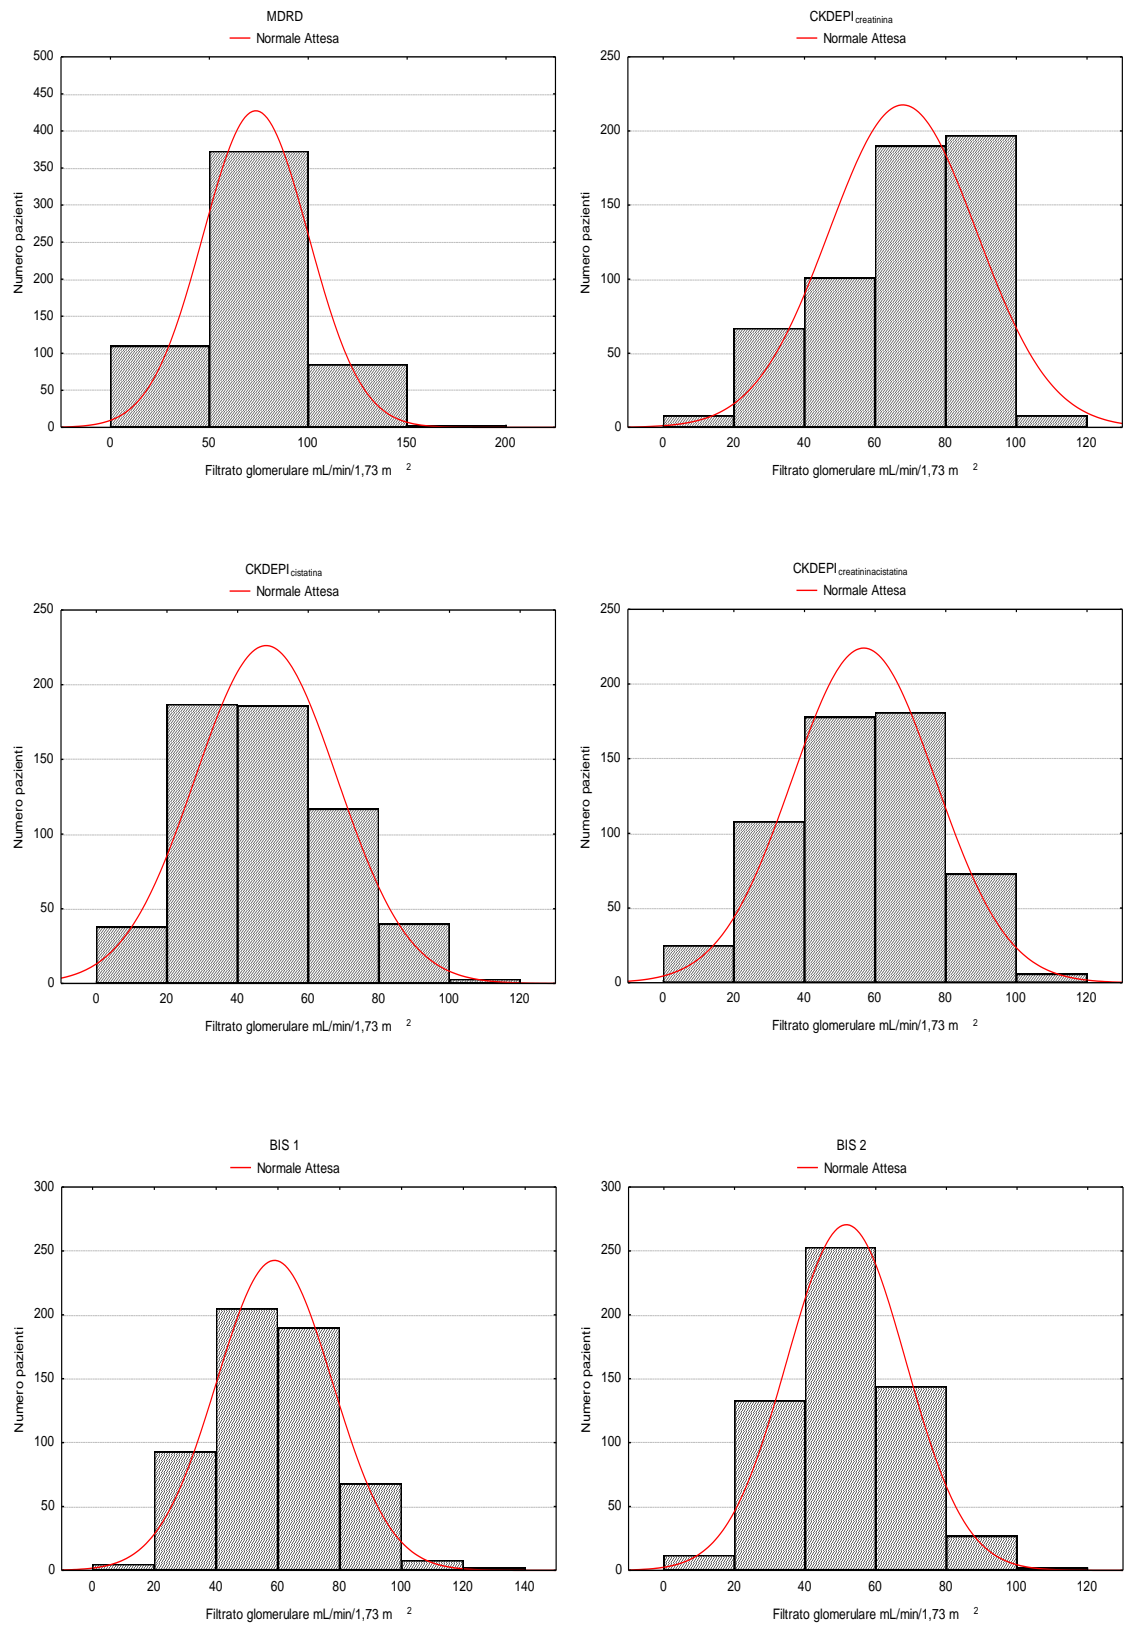 MDRD
Normale Attesa
500
450
400
350
300
250
200
150
100
50
0
Numero pazienti
0 50 100 150 200
Filtrato glomerulare mL/min/1,73 m 2
CKDEPI creatinina
Normale Attesa
250
200
150
100
50
0
Numero pazienti
0 20 40 60 80 100 120
Filtrato glomerulare mL/min/1,73 m 2
CKDEPI cistatina
Normale Attesa
250
200
150
100
50
0
Numero pazienti
0 20 40 60 80 100 120
Filtrato glomerulare mL/min/1,73 m 2
CKDEPI creatininacistatina
Normale Attesa
250
200
150
100
50
0
Numero pazienti
0 20 40 60 80 100 120
Filtrato glomerulare mL/min/1,73 m 2
BIS 1
Normale Attesa
300
250
200
150
100
50
0
Numero pazienti
0 20 40 60 80 100 120 140
Filtrato glomerulare mL/min/1,73 m 2
BIS 2
Normale Attesa
300
250
200
150
100
50
0
Numero pazienti
0 20 40 60 80 100 120
Filtrato glomerulare mL/min/1,73 m 2